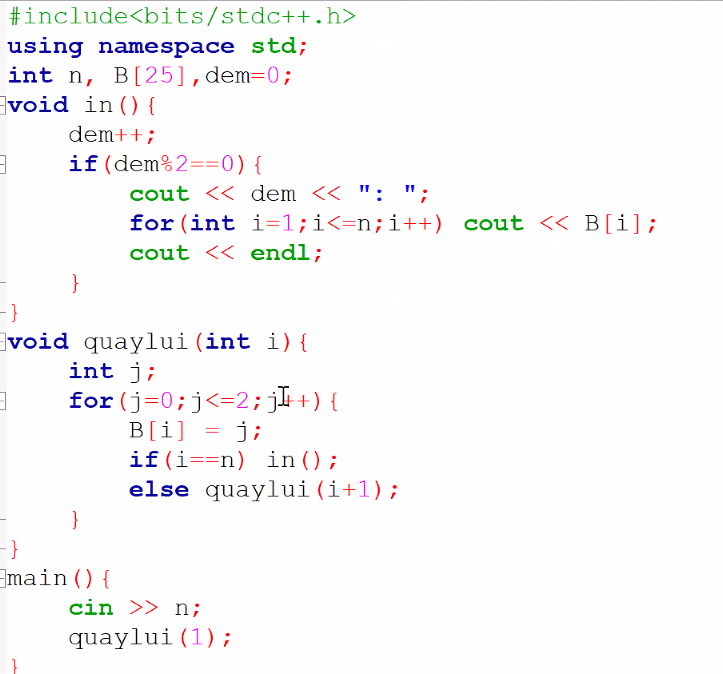 #include<bits/stdc++.h>
using namespace std;
int n, B[25],dem=0;
void in(){
    dem++;
    if(dem%2==0){
        cout << dem << ": ";
        for(int i=1;i<=n;i++) cout << B[i];
        cout << endl;
    }
}
void quaylui(int i){
    int j;
    for(j=0;j<=2;j++){
        B[i] = j;
        if(i==n) in();
        else quaylui(i+1);
    }
}
main(){
    cin >> n;
    quaylui(1);
}